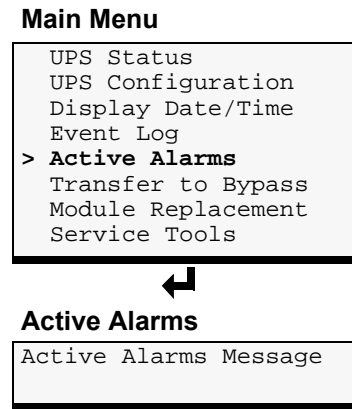 Main Menu
UPS Status
UPS Configuration
Display Date/Time
Event Log
> Active Alarms
Transfer to Bypass
Module Replacement
Service Tools
Active Alarms
Active Alarms Message